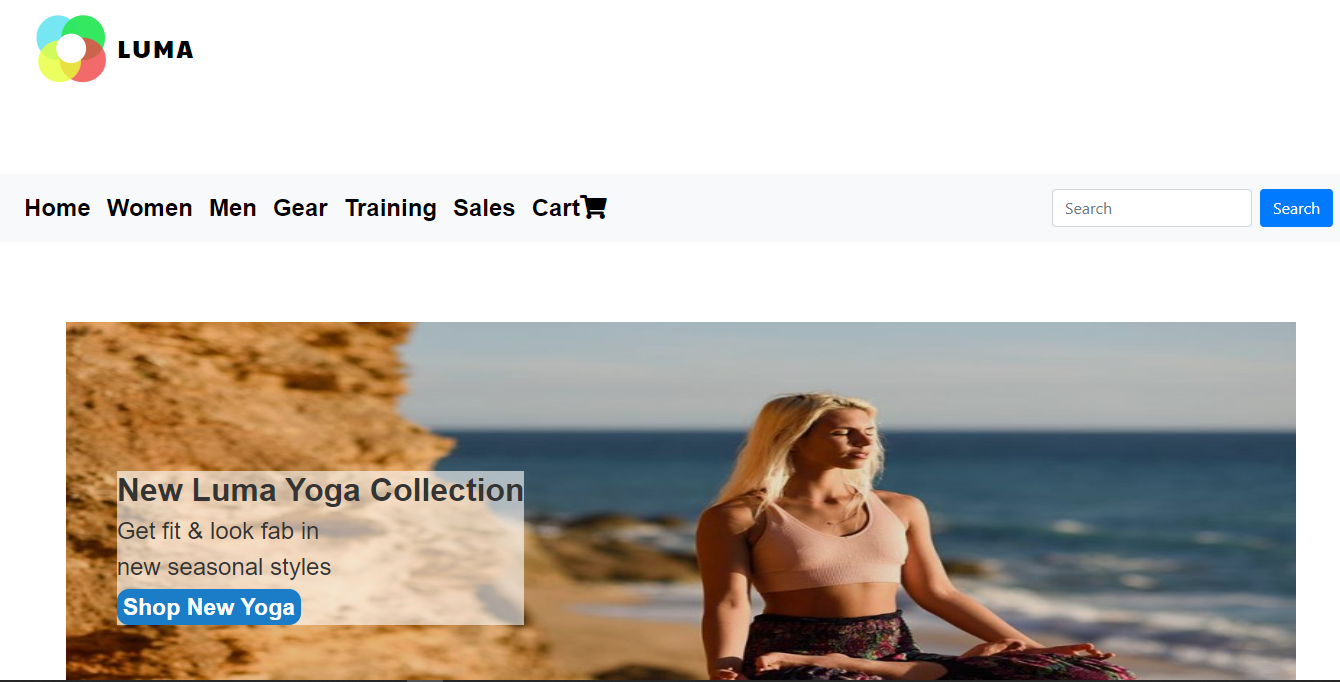 LUMA
Home Women Men Gear Training Sales Cart Search Search
New Luma Yoga Collection
Get fit & look fab in
new seasonal styles
Shop New Yoga